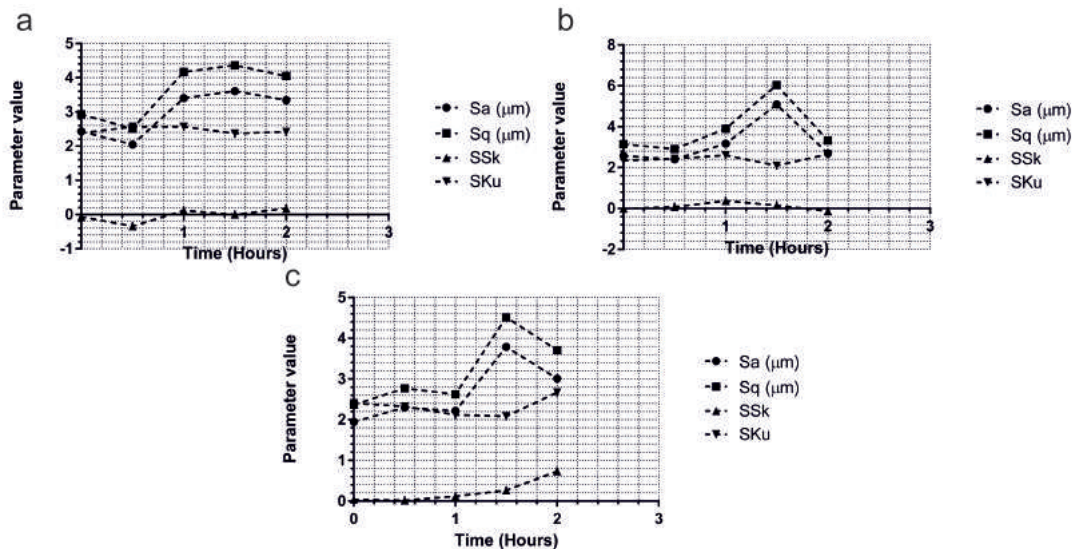 a
5
4
3
2
1
0
-1
1
2
3
Parameter value
Time (Hours)
Sa (μm)
Sq (μm)
SSk
SKu
b
8
6
4
2
0
-2
1
2
3
Parameter value
Time (Hours)
Sa (μm)
Sq (μm)
SSk
SKu
c
5
4
3
2
1
0
0
1
2
3
Parameter value
Time (Hours)
Sa (μm)
Sq (μm)
SSk
SKu